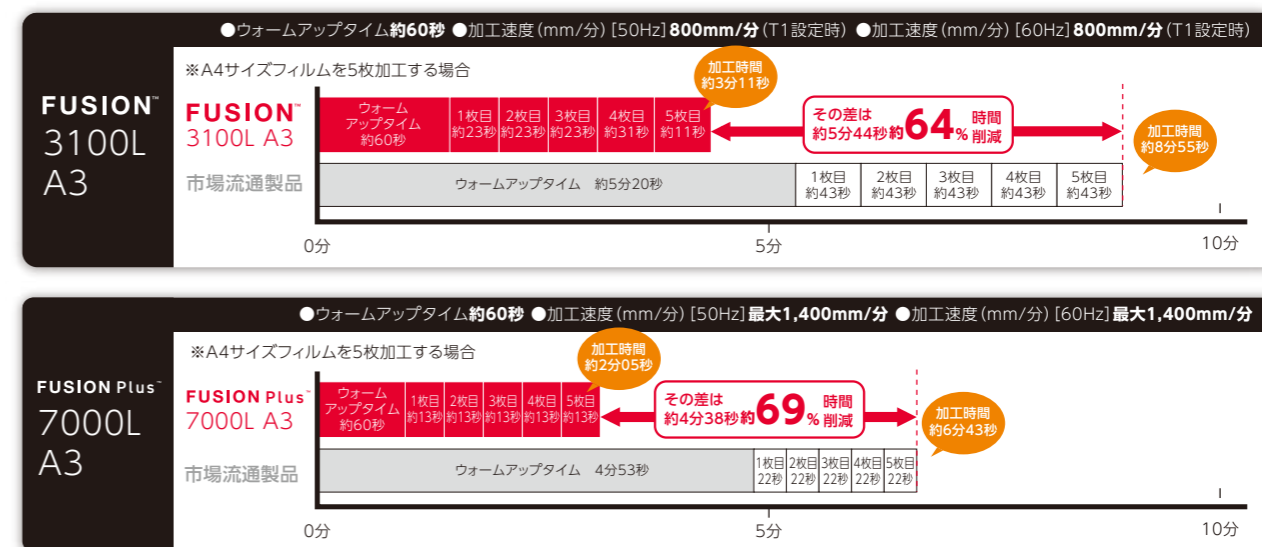 ●ウォームアップタイム約60秒 ●加工速度(mm/分) [50Hz]800mm/分(T1設定時) ●加工速度(mm/分) [60Hz]800mm/分(T1設定時)
FUSION™
3100L
A3
※A4サイズフィルムを5枚加工する場合
加工時間
約3分11秒
FUSION™
3100L A3
ウォーム
アップタイム
約60秒
1枚目
約23秒
2枚目
約23秒
3枚目
約23秒
4枚目
約31秒
5枚目
約11秒
その差は
約5分44秒約64%時間削減
加工時間
約8分55秒
市場流通製品
ウォームアップタイム 約5分20秒
1枚目
約43秒
2枚目
約43秒
3枚目
約43秒
4枚目
約43秒
5枚目
約43秒
0分 5分 10分
●ウォームアップタイム約60秒 ●加工速度(mm/分) [50Hz]最大1,400mm/分 ●加工速度(mm/分) [60Hz]最大1,400mm/分
FUSION Plus™
7000L
A3
※A4サイズフィルムを5枚加工する場合
加工時間
約2分05秒
FUSION Plus™
7000L A3
ウォーム
アップタイム
約60秒
1枚目
約13秒
2枚目
約13秒
3枚目
約13秒
4枚目
約13秒
5枚目
約13秒
その差は
約4分38秒約69%時間削減
加工時間
約6分43秒
市場流通製品
ウォームアップタイム 4分53秒
1枚目
22秒
2枚目
22秒
3枚目
22秒
4枚目
22秒
5枚目
22秒
0分 5分 10分